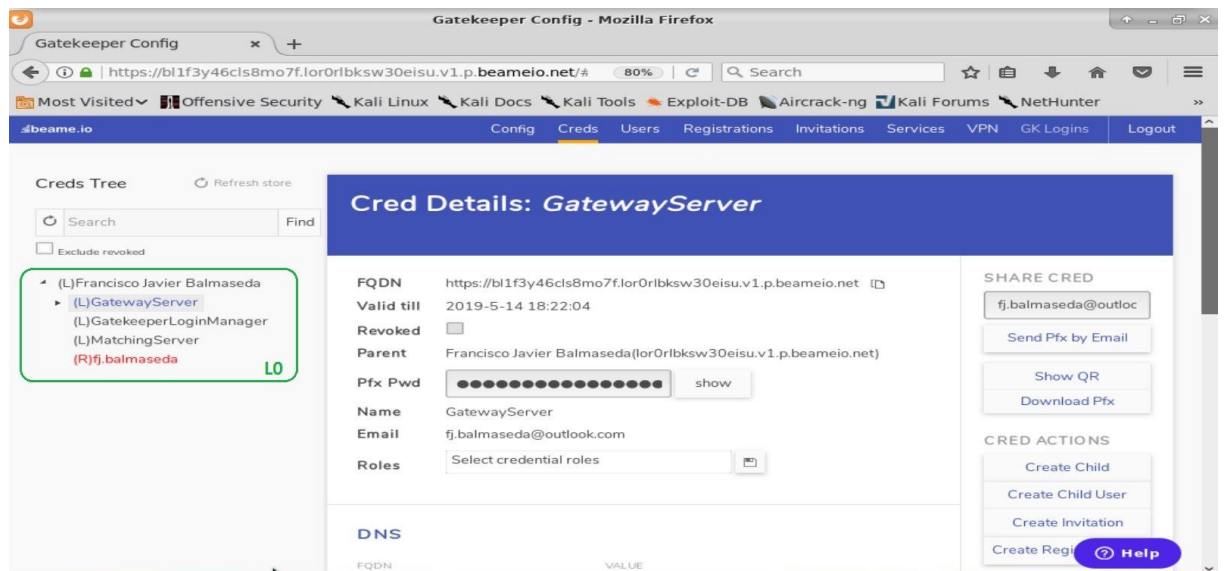 Gatekeeper Config - Mozilla Firefox
Gatekeeper Config
https://bl1f3y46cls8mo7f.lor0rlbksw30eisu.v1.p.beameio.net/#
80%
Search
Most Visited
Offensive Security
Kali Linux
Kali Docs
Kali Tools
Exploit-DB
Aircrack-ng
Kali Forums
NetHunter
beame.io
Config
Creds
Users
Registrations
Invitations
Services
VPN
GK Logins
Logout
Creds Tree
Refresh store
Search
Find
Exclude revoked
(L)Francisco Javier Balmaseda
(L)GatewayServer
(L)GatekeeperLoginManager
(L)MatchingServer
(R)fj.balmaseda
L0
Cred Details: GatewayServer
FQDN https://bl1f3y46cls8mo7f.lor0rlbksw30eisu.v1.p.beameio.net
Valid till 2019-5-14 18:22:04
Revoked
Parent Francisco Javier Balmaseda(lor0rlbksw30eisu.v1.p.beameio.net)
Pfx Pwd show
Name GatewayServer
Email fj.balmaseda@outlook.com
Roles Select credential roles
DNS
FQDN VALUE
SHARE CRED
fj.balmaseda@outloc
Send Pfx by Email
Show QR
Download Pfx
CRED ACTIONS
Create Child
Create Child User
Create Invitation
Create Regi
Help